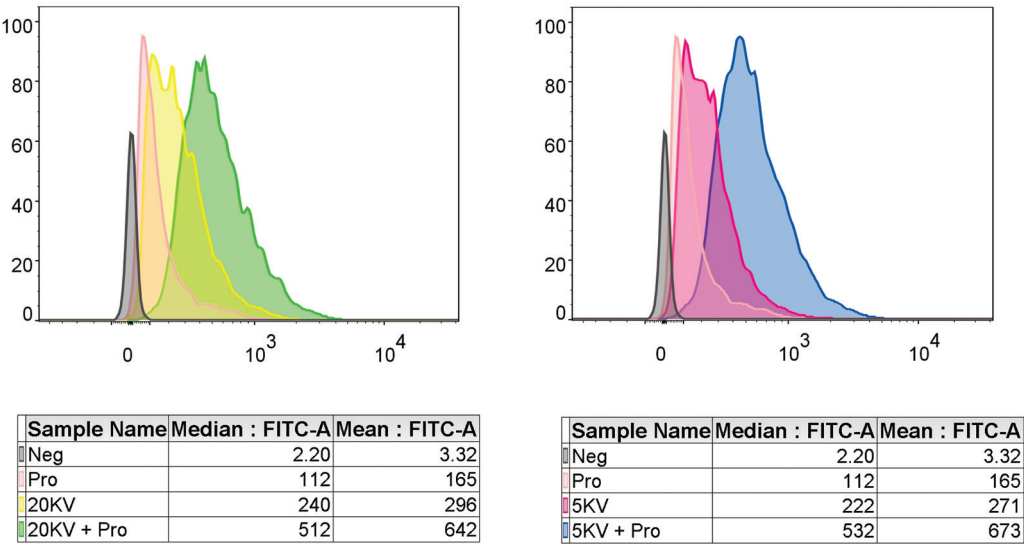 100
80
60
40
20
0
0 10^3 10^4
100
80
60
40
20
0
0 10^3 10^4
Sample Name Median : FITC-A Mean : FITC-A
Neg 2.20 3.32
Pro 112 165
20KV 240 296
20KV + Pro 512 642
Sample Name Median : FITC-A Mean : FITC-A
Neg 2.20 3.32
Pro 112 165
5KV 222 271
5KV + Pro 532 673